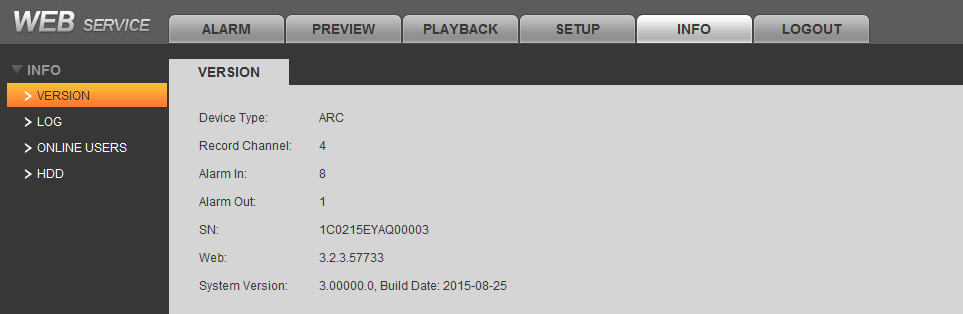 WEB SERVICE
ALARM PREVIEW PLAYBACK SETUP INFO LOGOUT
INFO
VERSION
LOG
ONLINE USERS
HDD
VERSION
Device Type: ARC
Record Channel: 4
Alarm In: 8
Alarm Out: 1
SN: 1C0215EYAQ00003
Web: 3.2.3.57733
System Version: 3.00000.0, Build Date: 2015-08-25